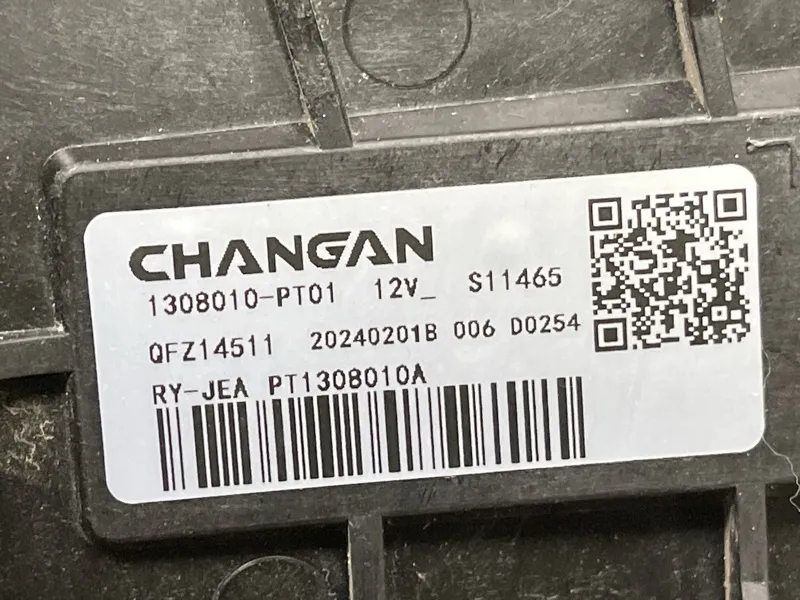 CHANGAN
1308010-PT01 12V_ S11465
QFZ14511 20240201B 006 D0254
RY-JEA PT1308010A